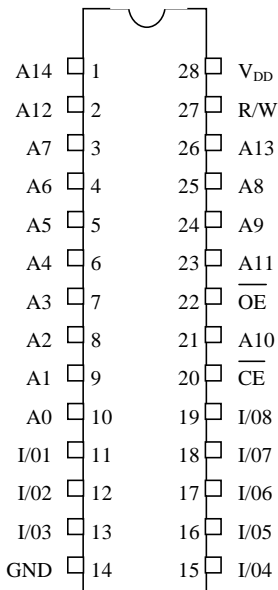 A14 1 28 VDD
A12 2 27 R/W
A7 3 26 A13
A6 4 25 A8
A5 5 24 A9
A4 6 23 A11
A3 7 22 OE
A2 8 21 A10
A1 9 20 CE
A0 10 19 I/08
I/01 11 18 I/07
I/02 12 17 I/06
I/03 13 16 I/05
GND 14 15 I/04